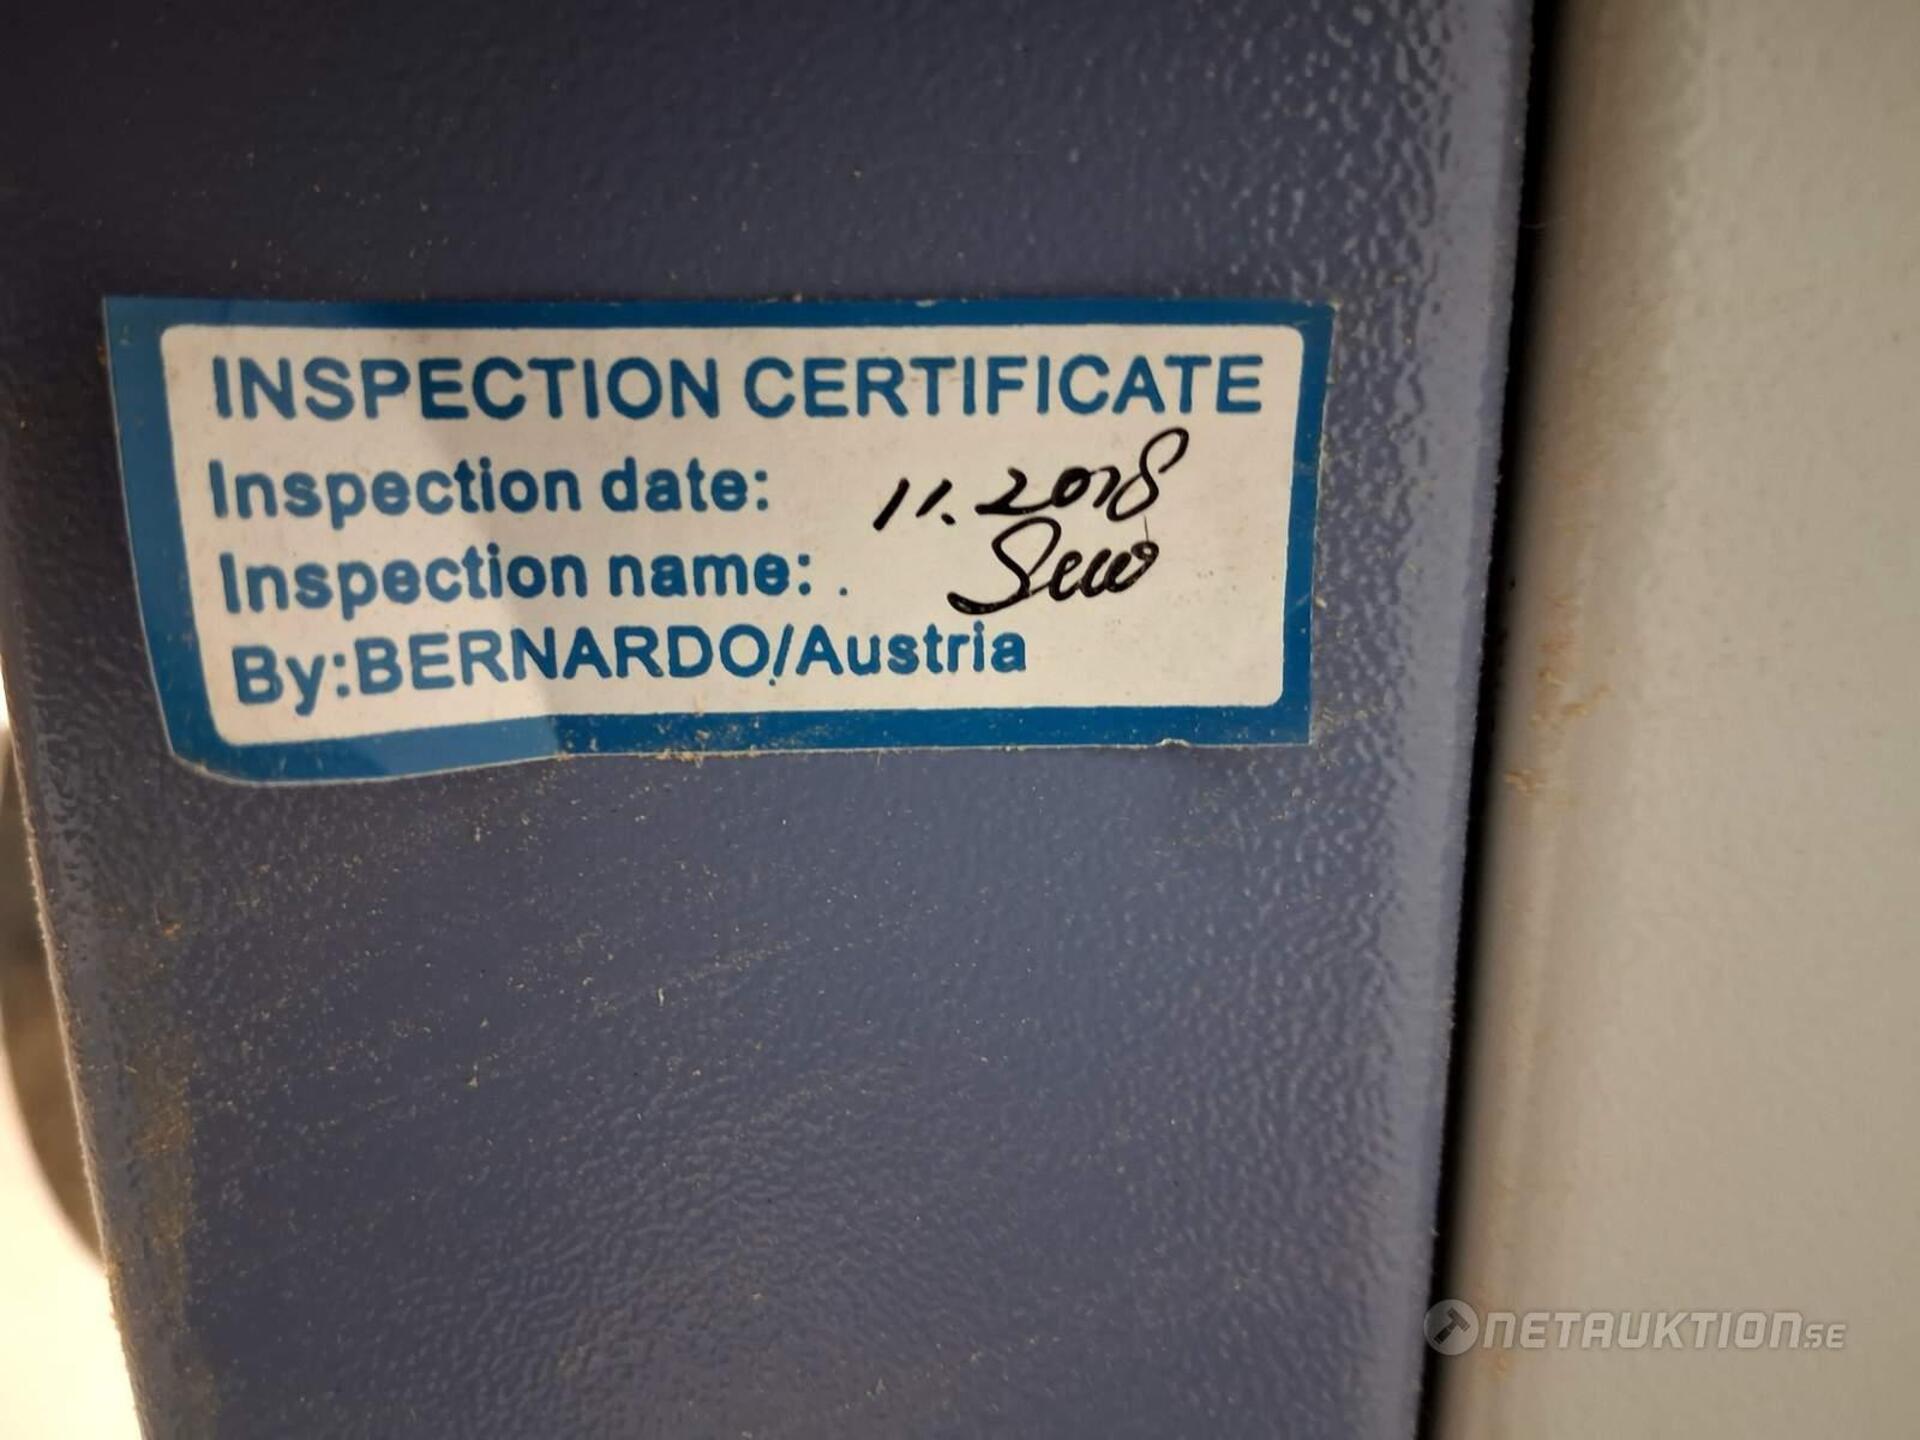 INSPECTION CERTIFICATE
Inspection date: 11.2018
Inspection name: .
By:BERNARDO/Austria
NETAUKTION.SE